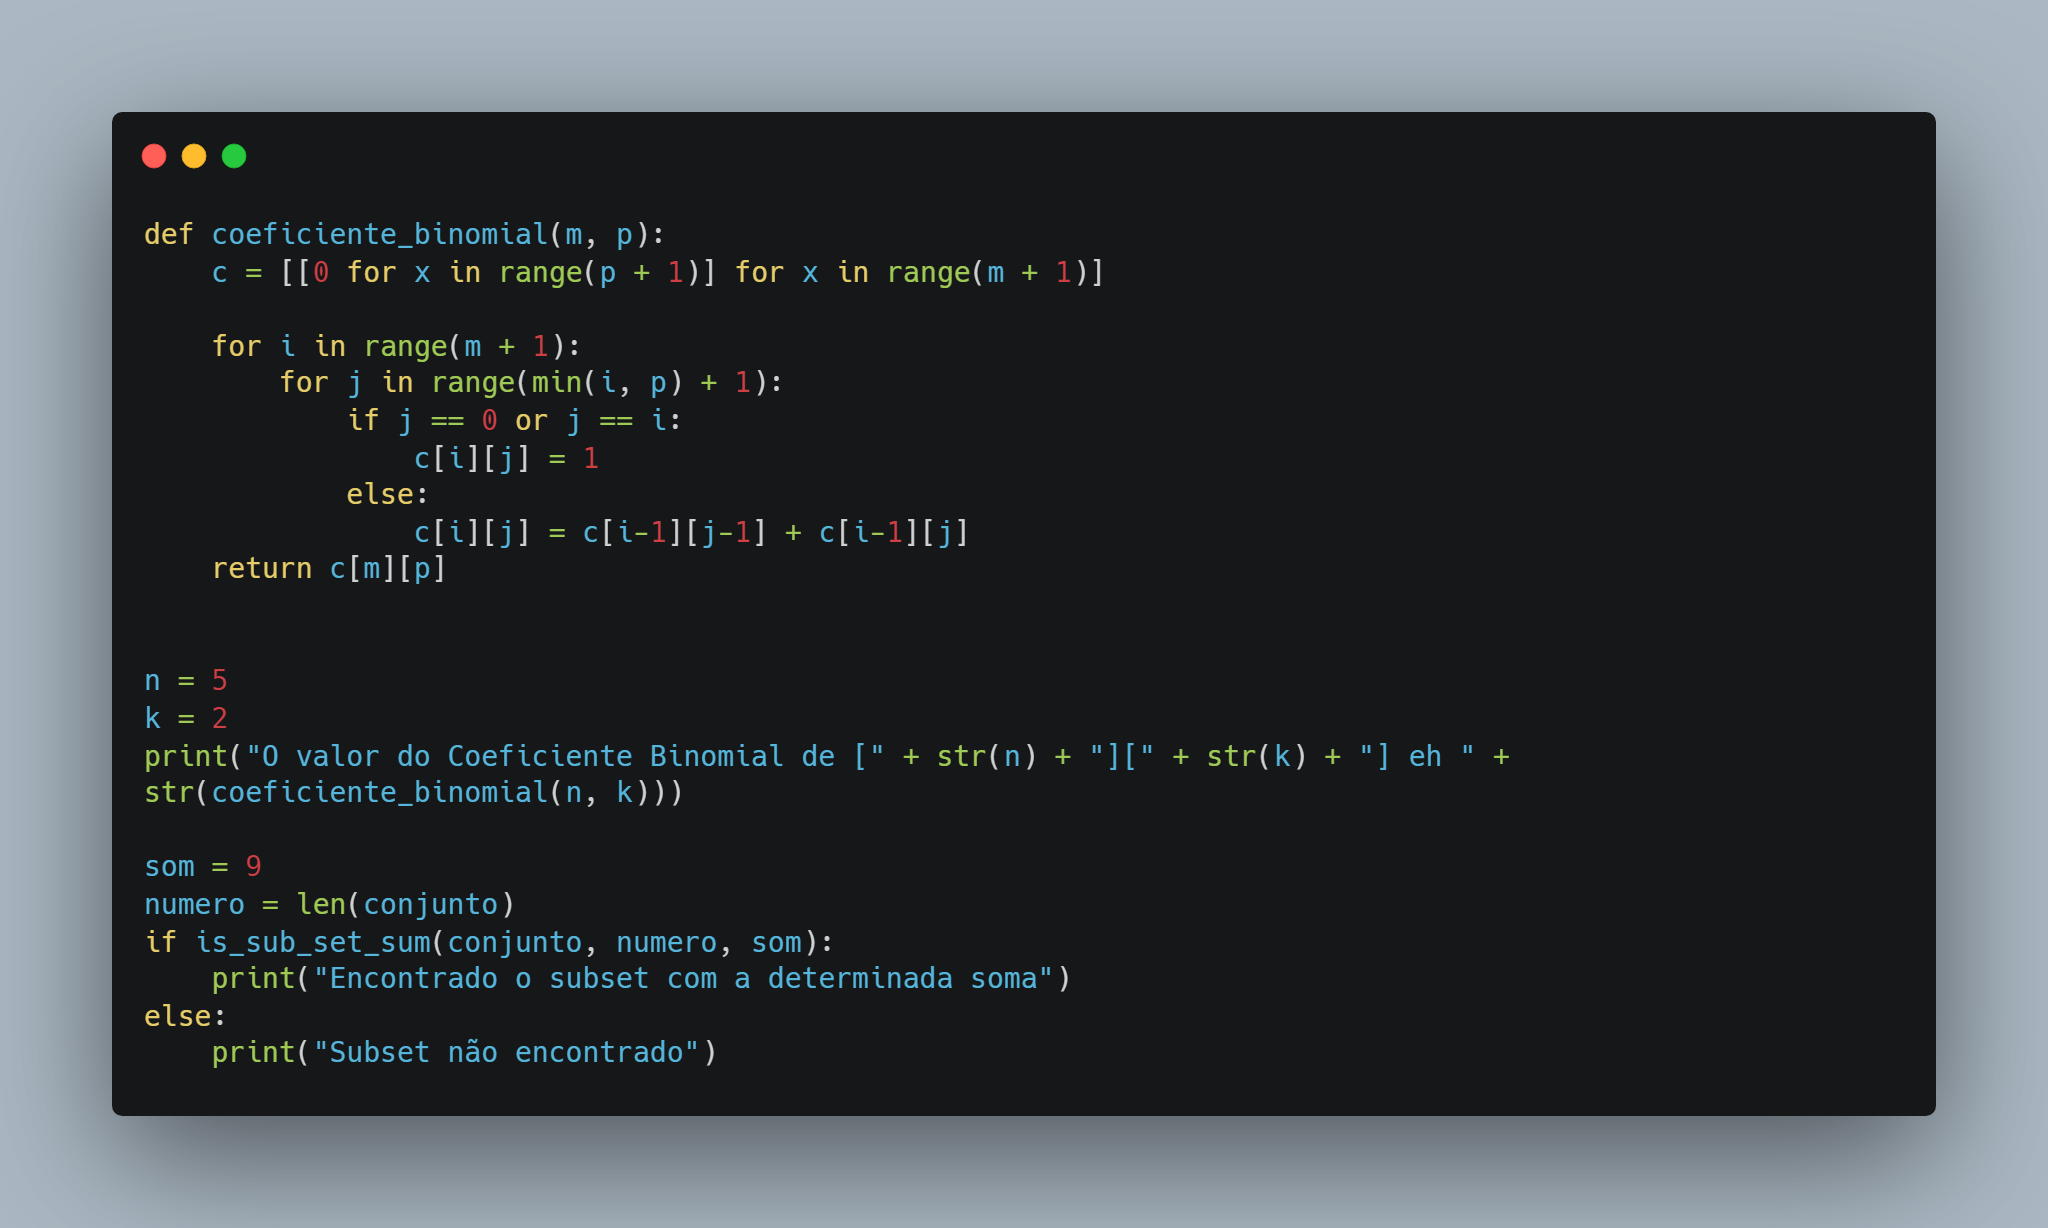 def coeficiente_binomial(m, p):
    c = [[0 for x in range(p + 1)] for x in range(m + 1)]

    for i in range(m + 1):
        for j in range(min(i, p) + 1):
            if j == 0 or j == i:
                c[i][j] = 1
            else:
                c[i][j] = c[i-1][j-1] + c[i-1][j]
    return c[m][p]


n = 5
k = 2
print("O valor do Coeficiente Binomial de [" + str(n) + "][" + str(k) + "] eh " +
str(coeficiente_binomial(n, k)))

som = 9
numero = len(conjunto)
if is_sub_set_sum(conjunto, numero, som):
    print("Encontrado o subset com a determinada soma")
else:
    print("Subset não encontrado")